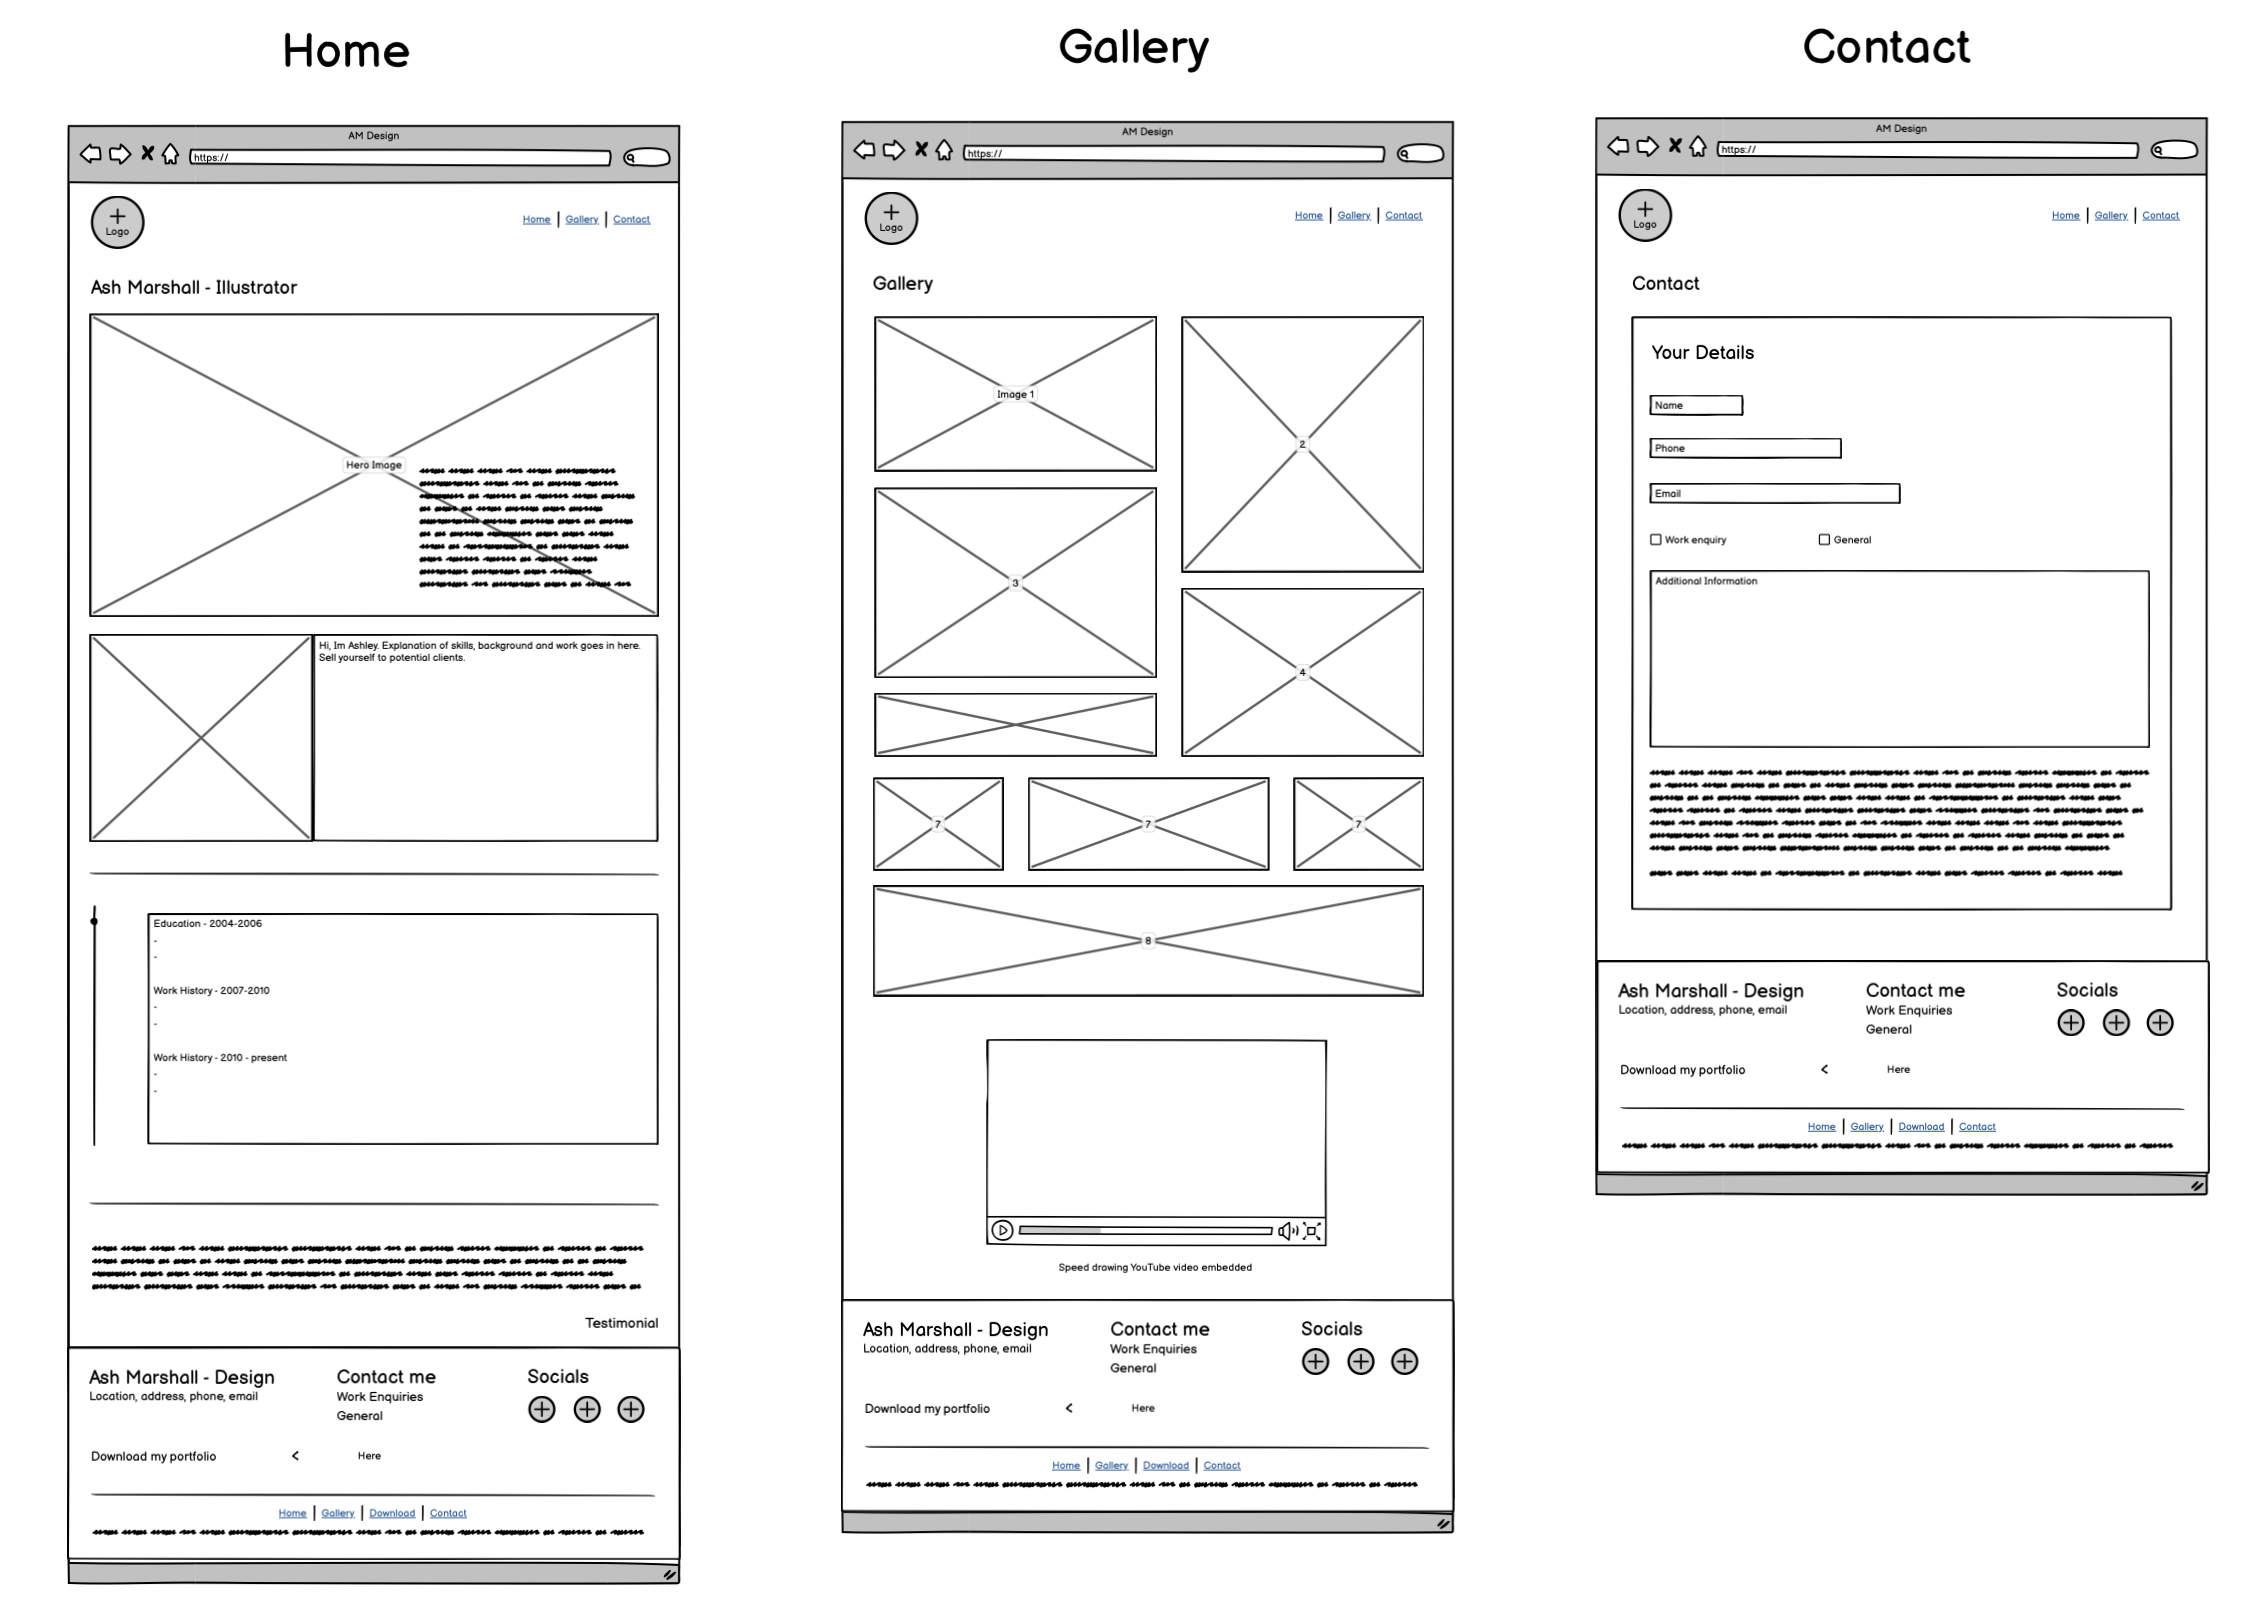 Home
AM Design
https://
Logo
Home | Gallery | Contact
Ash Marshall - Illustrator
Hero Image
Hi, Im Ashley. Explanation of skills, background and work goes in here.
Sell yourself to potential clients.
Education - 2004-2006
-
-
Work History - 2007-2010
-
-
Work History - 2010 - present
-
-
Testimonial
Ash Marshall - Design
Location, address, phone, email
Contact me
Work Enquiries
General
Socials
Download my portfolio < Here
Home | Gallery | Download | Contact
Gallery
AM Design
https://
Logo
Home | Gallery | Contact
Gallery
Image 1
2
3
4
7
7
7
8
Speed drawing YouTube video embedded
Ash Marshall - Design
Location, address, phone, email
Contact me
Work Enquiries
General
Socials
Download my portfolio < Here
Home | Gallery | Download | Contact
Contact
AM Design
https://
Logo
Home | Gallery | Contact
Contact
Your Details
Name
Phone
Email
Work enquiry
General
Additional Information
Ash Marshall - Design
Location, address, phone, email
Contact me
Work Enquiries
General
Socials
Download my portfolio < Here
Home | Gallery | Download | Contact